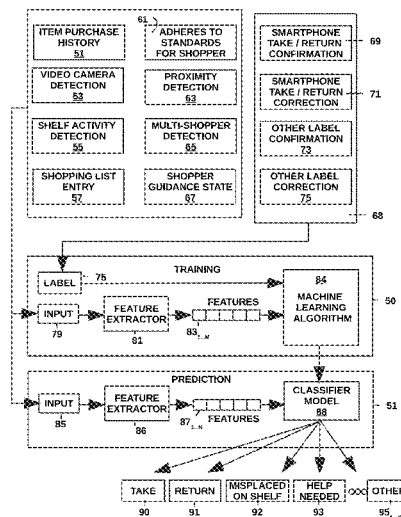 61
ITEM PURCHASE
HISTORY
51
ADHERES TO
STANDARDS
FOR SHOPPER
VIDEO CAMERA
DETECTION
53
PROXIMITY
DETECTION
63
SHELF ACTIVITY
DETECTION
55
MULTI-SHOPPER
DETECTION
65
SHOPPING LIST
ENTRY
57
SHOPPER
GUIDANCE STATE
67
SMARTPHONE
TAKE / RETURN
CONFIRMATION
69
SMARTPHONE
TAKE / RETURN
CORRECTION
71
OTHER LABEL
CONFIRMATION
73
OTHER LABEL
CORRECTION
75
68
TRAINING
LABEL
75
INPUT
79
FEATURE
EXTRACTOR
81
FEATURES
83 1..N
84
MACHINE
LEARNING
ALGORITHM
50
PREDICTION
INPUT
85
FEATURE
EXTRACTOR
86
87 1..N
FEATURES
CLASSIFIER
MODEL
88
51
TAKE
90
RETURN
91
MISPLACED
ON SHELF
92
HELP
NEEDED
93
OTHER
95